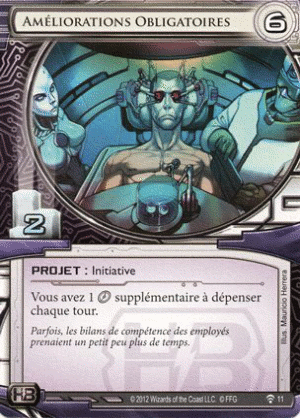 AMÉLIORATIONS OBLIGATOIRES
6
2
PROJET : Initiative
Vous avez 1 supplémentaire à dépenser
chaque tour.
Parfois, les bilans de compétence des employés
prenaient un petit peu plus de temps.
Illus. Mauricio Herrera
HB
© 2012 Wizards of the Coast LLC. © FFG
11